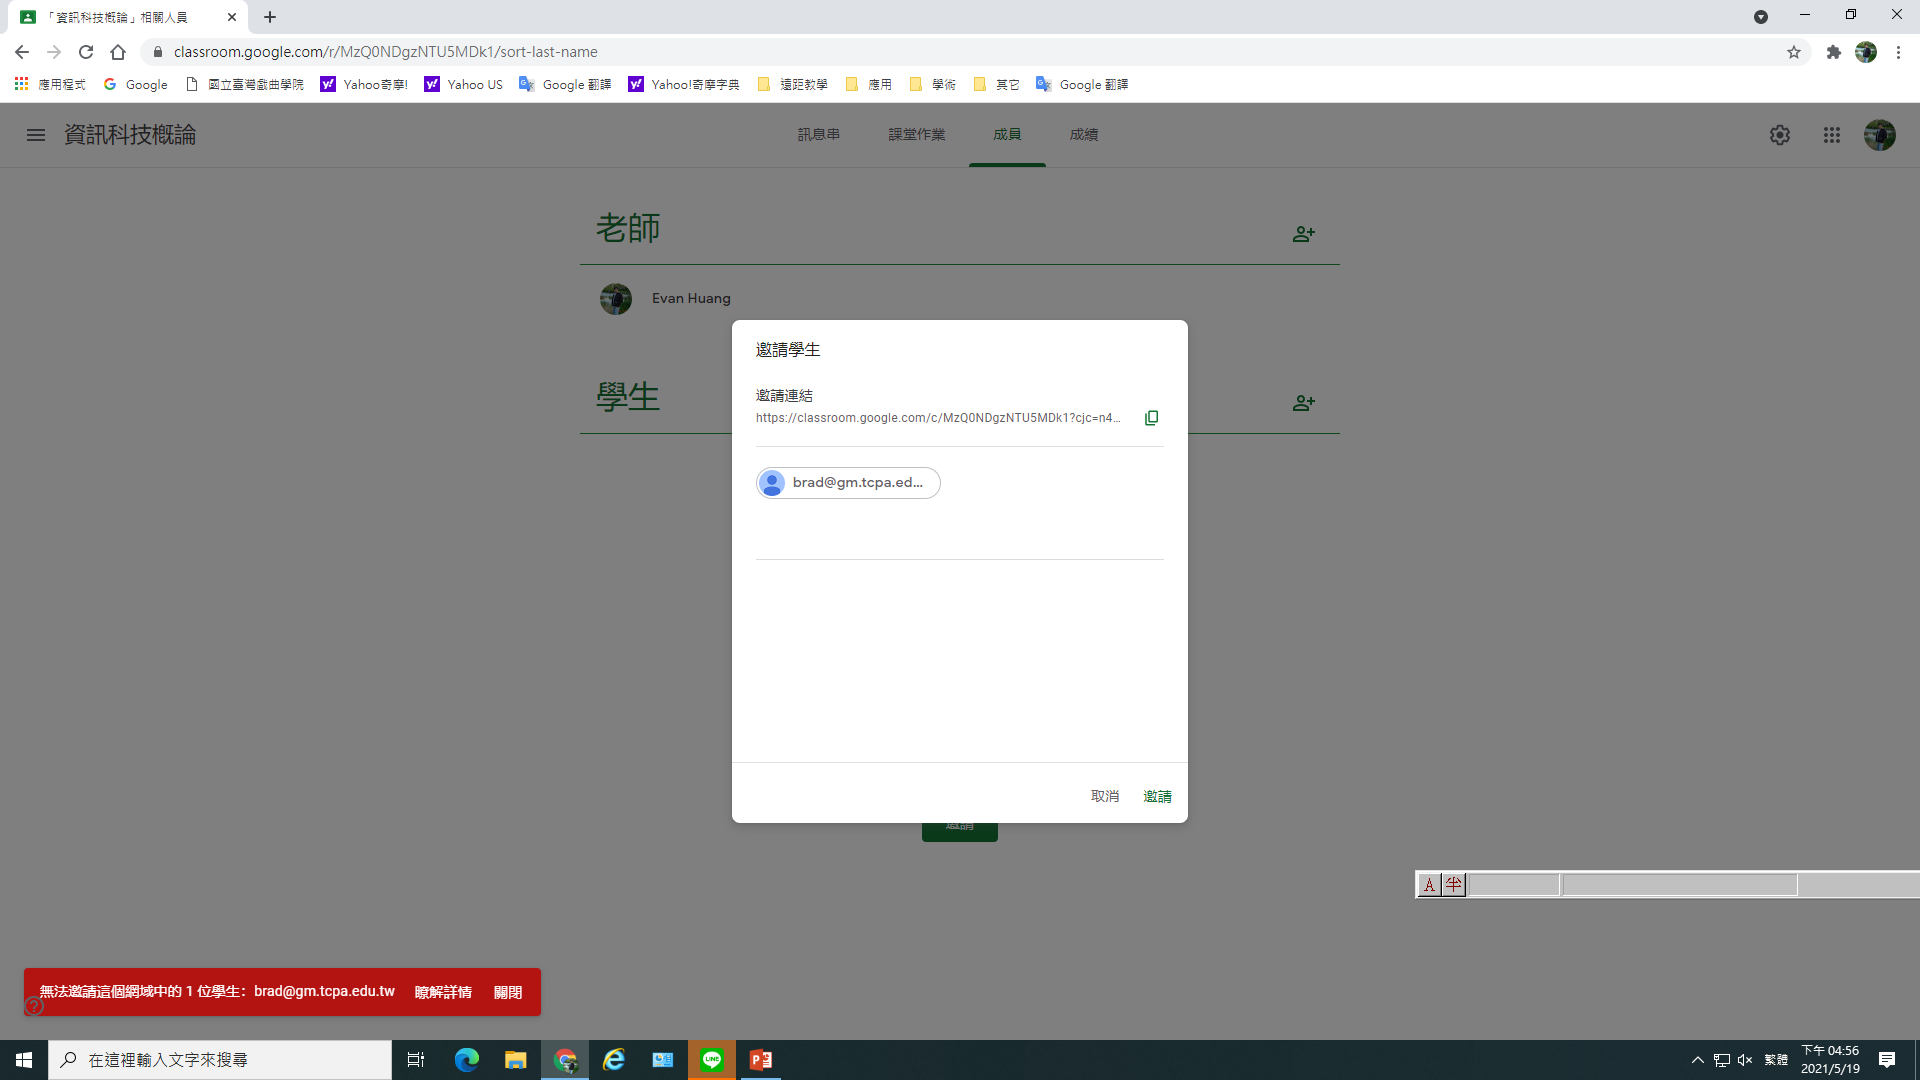 「資訊科技概論」相關人員
classroom.google.com/r/MzQ0NDgzNTU5MDk1/sort-last-name
應用程式 Google 國立臺灣戲曲學院 Yahoo奇摩! Yahoo US Google 翻譯 Yahoo!奇摩字典 遠距教學 應用 學術 其它 Google 翻譯
資訊科技概論 訊息串 課堂作業 成員 成績
老師
Evan Huang
學生
邀請學生
邀請連結
https://classroom.google.com/c/MzQ0NDgzNTU5MDk1?cjc=n4...
brad@gm.tcpa.ed...
取消 邀請
邀請
A 半
無法邀請這個網域中的 1 位學生：brad@gm.tcpa.edu.tw 瞭解詳情 關閉
在這裡輸入文字來搜尋
繁體
下午 04:56
2021/5/19